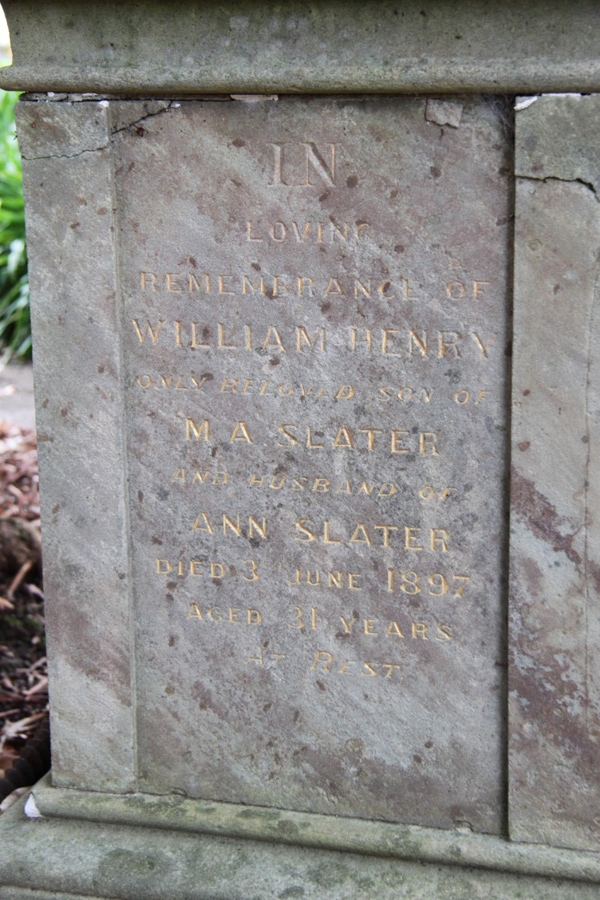 IN
LOVING
REMEMBRANCE OF
WILLIAM HENRY
ONLY BELOVED SON OF
M A SLATER
AND HUSBAND OF
ANN SLATER
DIED 3RD JUNE 1897
AGED 31 YEARS
AT REST